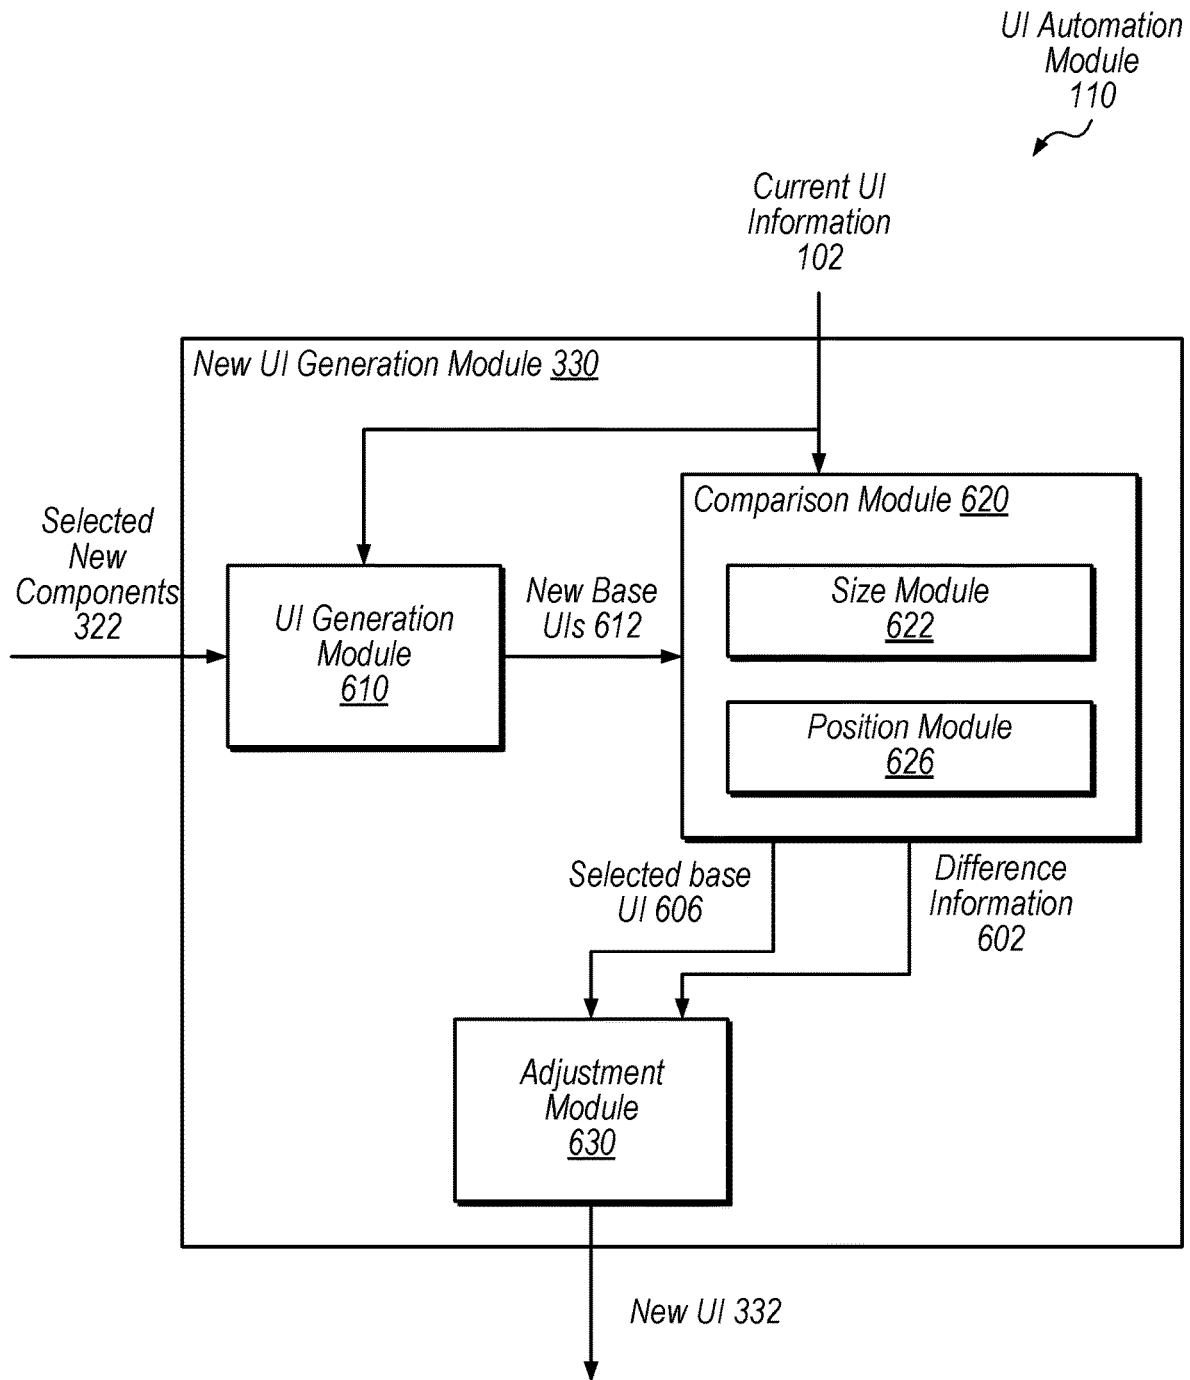 UI Automation
Module
110
Current UI
Information
102
New UI Generation Module 330
Selected
New
Components
322
UI Generation
Module
610
New Base
UIs 612
Comparison Module 620
Size Module
622
Position Module
626
Selected base
UI 606
Difference
Information
602
Adjustment
Module
630
New UI 332